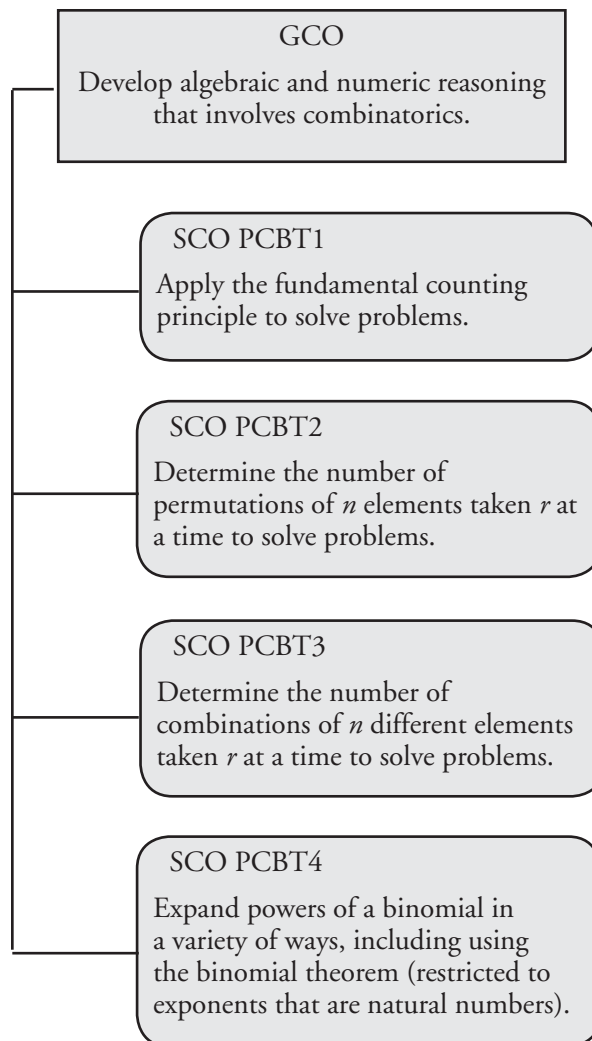 GCO
Develop algebraic and numeric reasoning
that involves combinatorics.
SCO PCBT1
Apply the fundamental counting
principle to solve problems.
SCO PCBT2
Determine the number of
permutations of n elements taken r at
a time to solve problems.
SCO PCBT3
Determine the number of
combinations of n different elements
taken r at a time to solve problems.
SCO PCBT4
Expand powers of a binomial in
a variety of ways, including using
the binomial theorem (restricted to
exponents that are natural numbers).